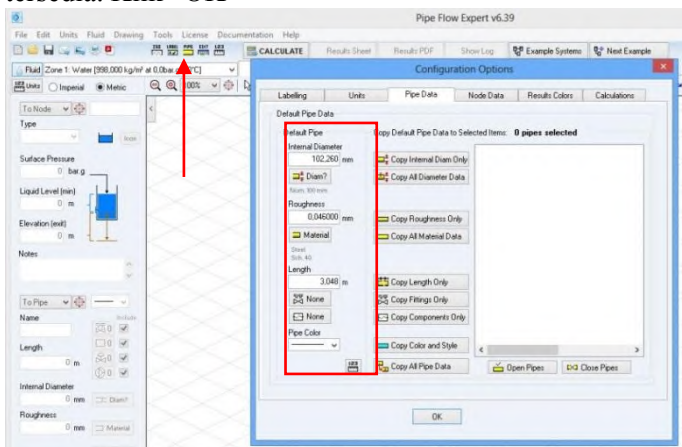 Pipe Flow Expert v6.39
File Edit Units Fluid Drawing Tools License Documentation Help
CALCULATE Results Sheet Results PDF Show Log Example Systems Next Example
Fluid Zone 1: Water [998,000 kg/m³ at 0,0bar
Units Imperial Metric 100%
Configuration Options
Labeling Units Pipe Data Node Data Results Colors Calculations
To Node
Type
Node
Surface Pressure
0 bar.g
Liquid Level (min)
0 m
Elevation (exit)
0 m
Notes
To Pipe
Name Include
0
0
Length
0 m
0
0
Internal Diameter
0 mm Diam?
Roughness
0 mm Material
Default Pipe Data
Default Pipe Copy Default Pipe Data to Selected Items: 0 pipes selected
Internal Diameter
102,260 mm Copy Internal Diam Only
Diam? Copy All Diameter Data
Nom. 100 mm
Roughness
0,046000 mm Copy Roughness Only
Material Copy All Material Data
Steel
Sch. 40
Length
3,048 m Copy Length Only
None Copy Fittings Only
None Copy Components Only
Pipe Color
Copy Color and Style
Copy All Pipe Data Open Pipes Close Pipes
OK